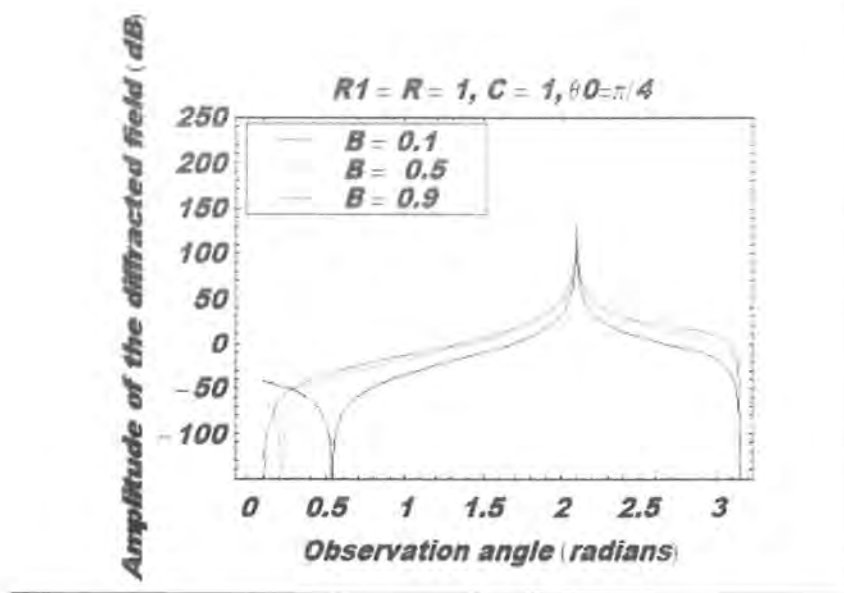 Amplitude of the diffracted field (dB)
R1 = R = 1, C = 1, θ0=π/4
250
200
150
100
50
0
-50
-100
B = 0.1
B = 0.5
B = 0.9
0 0.5 1 1.5 2 2.5 3
Observation angle (radians)